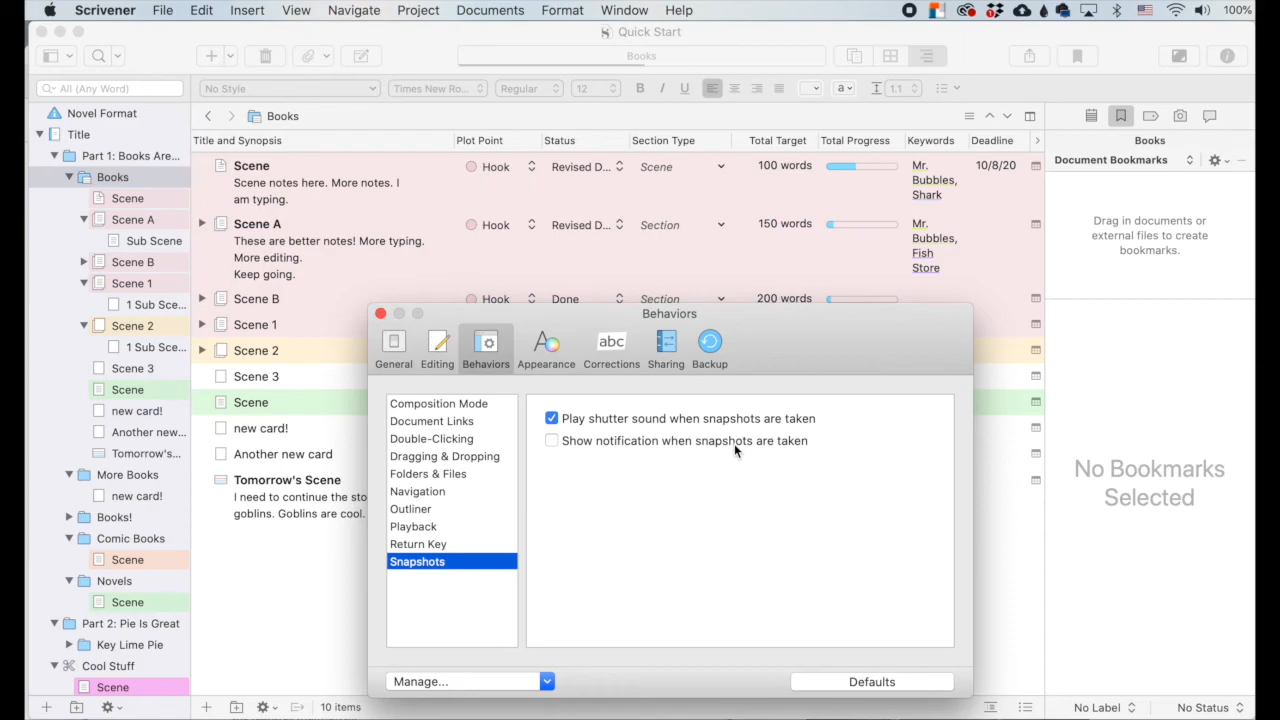 Scrivener File Edit Insert View Navigate Project Documents Format Window Help 100%
Quick Start
Books
All (Any Word)
No Style Times New Ro... Regular 12 B I U a 1.1
Novel Format
Title
Part 1: Books Are...
Books
Scene
Scene A
Sub Scene
Scene B
Scene 1
1 Sub Sce...
Scene 2
1 Sub Sce...
Scene 3
Scene
new card!
Another new...
Tomorrow's...
More Books
new card!
Books!
Comic Books
Scene
Novels
Scene
Part 2: Pie Is Great
Key Lime Pie
Cool Stuff
Scene
Books
Title and Synopsis Plot Point Status Section Type Total Target Total Progress Keywords Deadline
Scene Hook Revised D... Scene 100 words Mr. Bubbles, Shark 10/8/20
Scene notes here. More notes. I
am typing.
Scene A Hook Revised D... Section 150 words Mr. Bubbles, Fish Store
These are better notes! More typing.
More editing.
Keep going.
Scene B Hook Done Section 200 words
Scene 1
Scene 2
Scene 3
Scene
new card!
Another new card
Tomorrow's Scene
I need to continue the sto
goblins. Goblins are cool.
10 items
Behaviors
General Editing Behaviors Appearance abc Corrections Sharing Backup
Composition Mode
Document Links
Double-Clicking
Dragging & Dropping
Folders & Files
Navigation
Outliner
Playback
Return Key
Snapshots
Play shutter sound when snapshots are taken
Show notification when snapshots are taken
Manage...
Defaults
Books
Document Bookmarks
Drag in documents or
external files to create
bookmarks.
No Bookmarks
Selected
No Label No Status